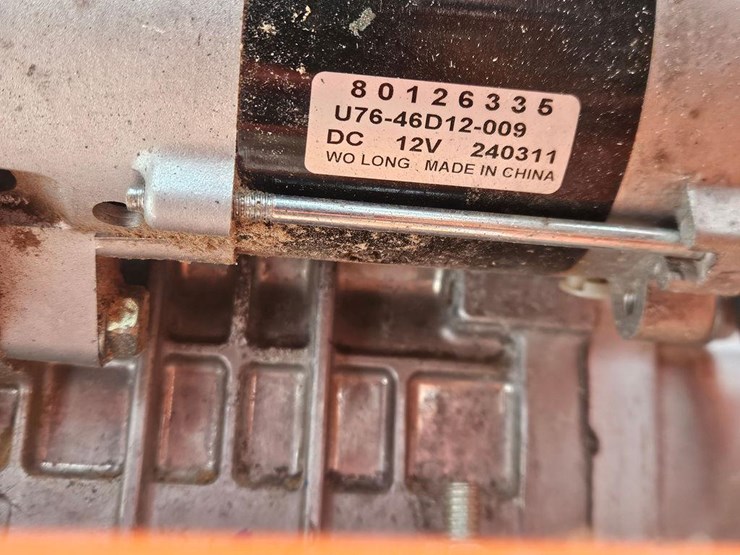 80126335
U76-46D12-009
DC 12V 240311
WO LONG MADE IN CHINA